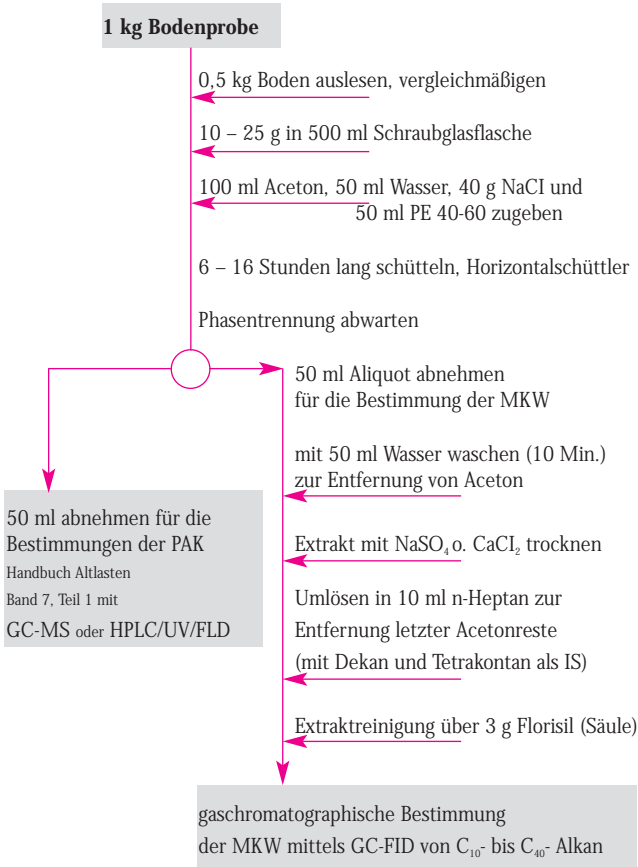 1 kg Bodenprobe
0,5 kg Boden auslesen, vergleichmäßigen
10 – 25 g in 500 ml Schraubglasflasche
100 ml Aceton, 50 ml Wasser, 40 g NaCI und
50 ml PE 40-60 zugeben
6 – 16 Stunden lang schütteln, Horizontalschüttler
Phasentrennung abwarten
50 ml Aliquot abnehmen
für die Bestimmung der MKW
mit 50 ml Wasser waschen (10 Min.)
zur Entfernung von Aceton
50 ml abnehmen für die
Bestimmungen der PAK
Handbuch Altlasten
Band 7, Teil 1 mit
GC-MS oder HPLC/UV/FLD
Extrakt mit NaSO₄ o. CaCI₂ trocknen
Umlösen in 10 ml n-Heptan zur
Entfernung letzter Acetonreste
(mit Dekan und Tetrakontan als IS)
Extraktreinigung über 3 g Florisil (Säule)
gaschromatographische Bestimmung
der MKW mittels GC-FID von C₁₀- bis C₄₀- Alkan